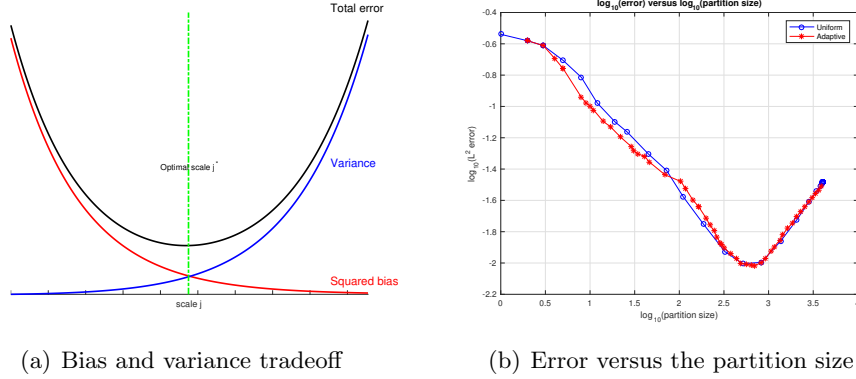 Total error
Optimal scale j*
Variance
Squared bias
scale j
(a) Bias and variance tradeoff
log10(error) versus log10(partition size)
Uniform
Adaptive
log10(L2 error)
-0.4
-0.6
-0.8
-1
-1.2
-1.4
-1.6
-1.8
-2
-2.2
0 0.5 1 1.5 2 2.5 3 3.5 4
log10(partition size)
(b) Error versus the partition size